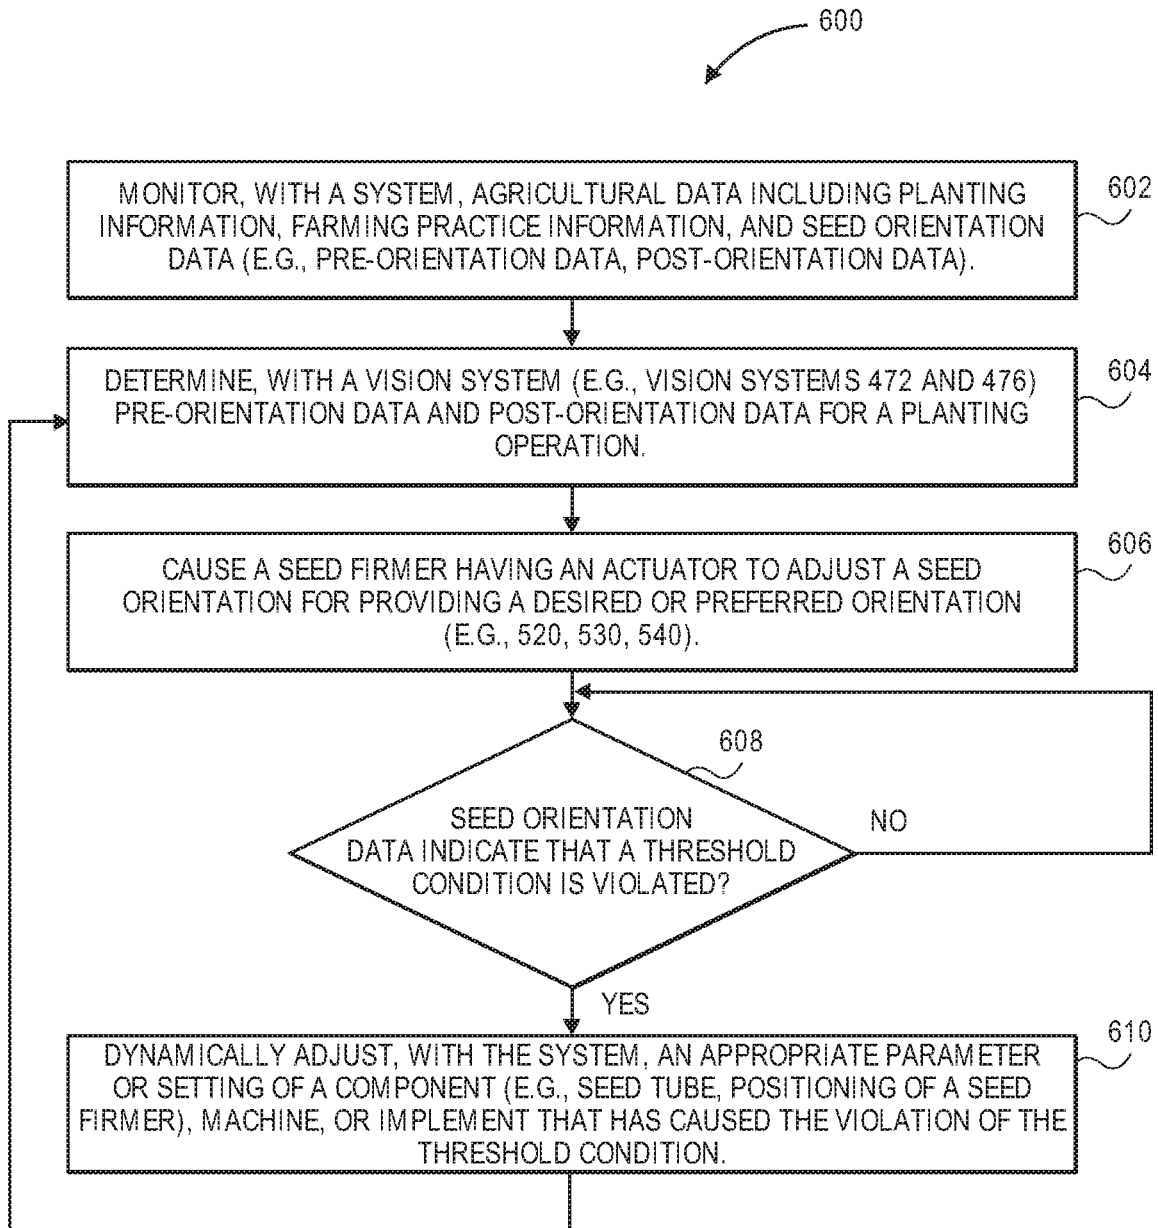 600
MONITOR, WITH A SYSTEM, AGRICULTURAL DATA INCLUDING PLANTING
INFORMATION, FARMING PRACTICE INFORMATION, AND SEED ORIENTATION
DATA (E.G., PRE-ORIENTATION DATA, POST-ORIENTATION DATA).
602
DETERMINE, WITH A VISION SYSTEM (E.G., VISION SYSTEMS 472 AND 476)
PRE-ORIENTATION DATA AND POST-ORIENTATION DATA FOR A PLANTING
OPERATION.
604
CAUSE A SEED FIRMER HAVING AN ACTUATOR TO ADJUST A SEED
ORIENTATION FOR PROVIDING A DESIRED OR PREFERRED ORIENTATION
(E.G., 520, 530, 540).
606
608
SEED ORIENTATION
DATA INDICATE THAT A THRESHOLD
CONDITION IS VIOLATED?
NO
YES
DYNAMICALLY ADJUST, WITH THE SYSTEM, AN APPROPRIATE PARAMETER
OR SETTING OF A COMPONENT (E.G., SEED TUBE, POSITIONING OF A SEED
FIRMER), MACHINE, OR IMPLEMENT THAT HAS CAUSED THE VIOLATION OF THE
THRESHOLD CONDITION.
610